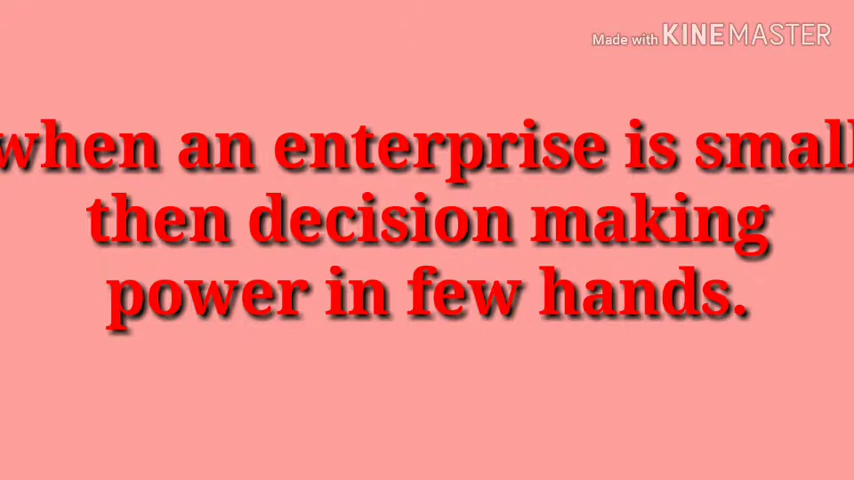 Made with KINEMASTER
when an enterprise is small
then decision making
power in few hands.